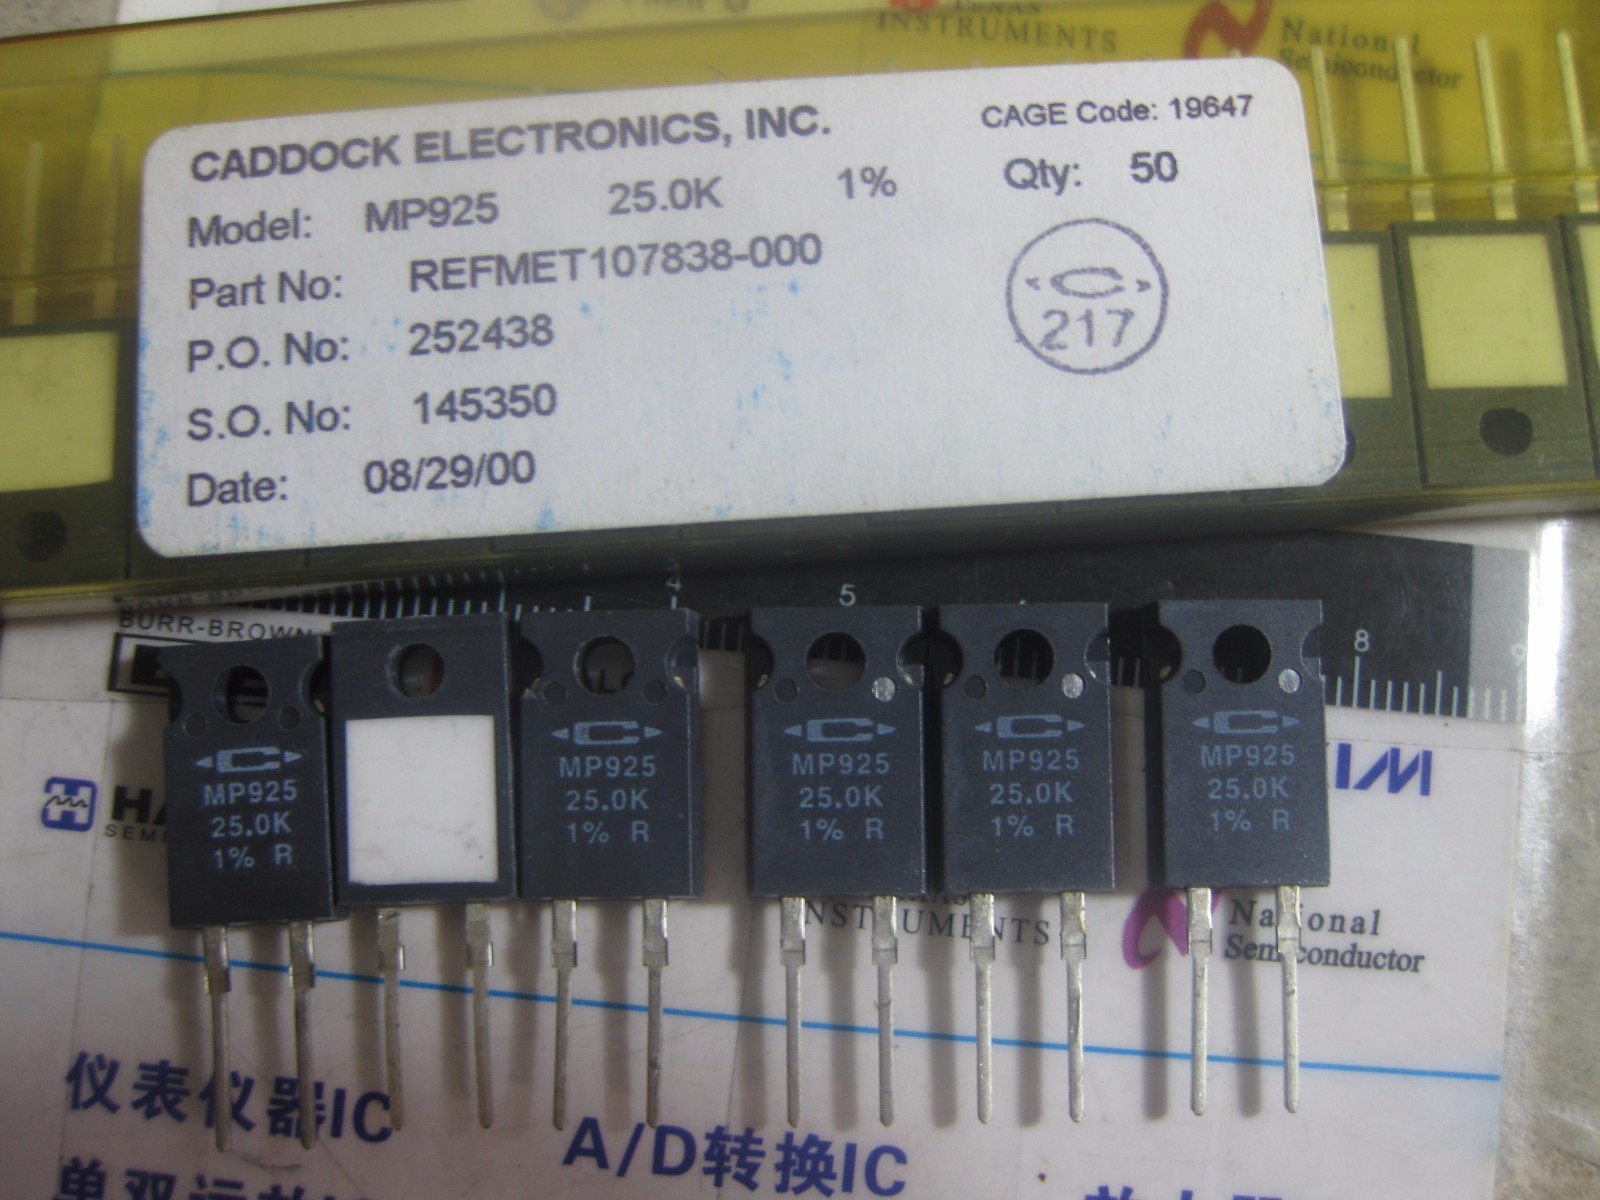 INSTRUMENTS
National
Semiconductor
CADDOCK ELECTRONICS, INC.
CAGE Code: 19647
Model: MP925 25.0K 1% Qty: 50
Part No: REFMET107838-000
P.O. No: 252438
217
S.O. No: 145350
Date: 08/29/00
4
5
8
9
BURR-BROWN
MP925
25.0K
1% R
MP925
25.0K
1% R
MP925
25.0K
1% R
MP925
25.0K
1% R
MP925
25.0K
1% R
National
Semiconductor
仪表仪器IC
A/D转换IC